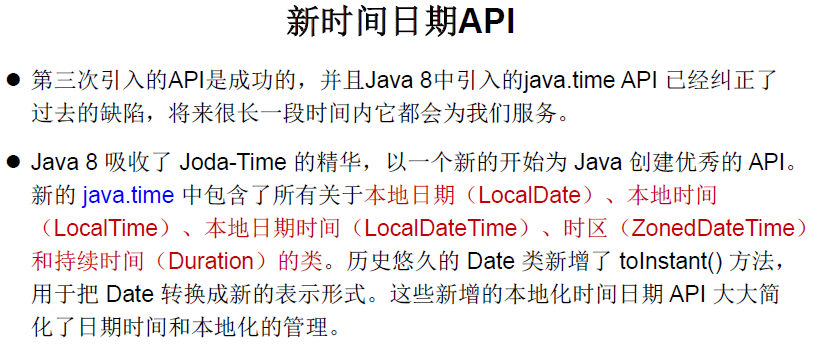 新时间日期API
● 第三次引入的API是成功的，并且Java 8中引入的java.time API 已经纠正了
过去的缺陷，将来很长一段时间内它都会为我们服务。
● Java 8 吸收了 Joda-Time 的精华，以一个新的开始为 Java 创建优秀的 API。
新的 java.time 中包含了所有关于本地日期（LocalDate）、本地时间
（LocalTime）、本地日期时间（LocalDateTime）、时区（ZonedDateTime）
和持续时间（Duration）的类。历史悠久的 Date 类新增了 toInstant() 方法，
用于把 Date 转换成新的表示形式。这些新增的本地化时间日期 API 大大简
化了日期时间和本地化的管理。